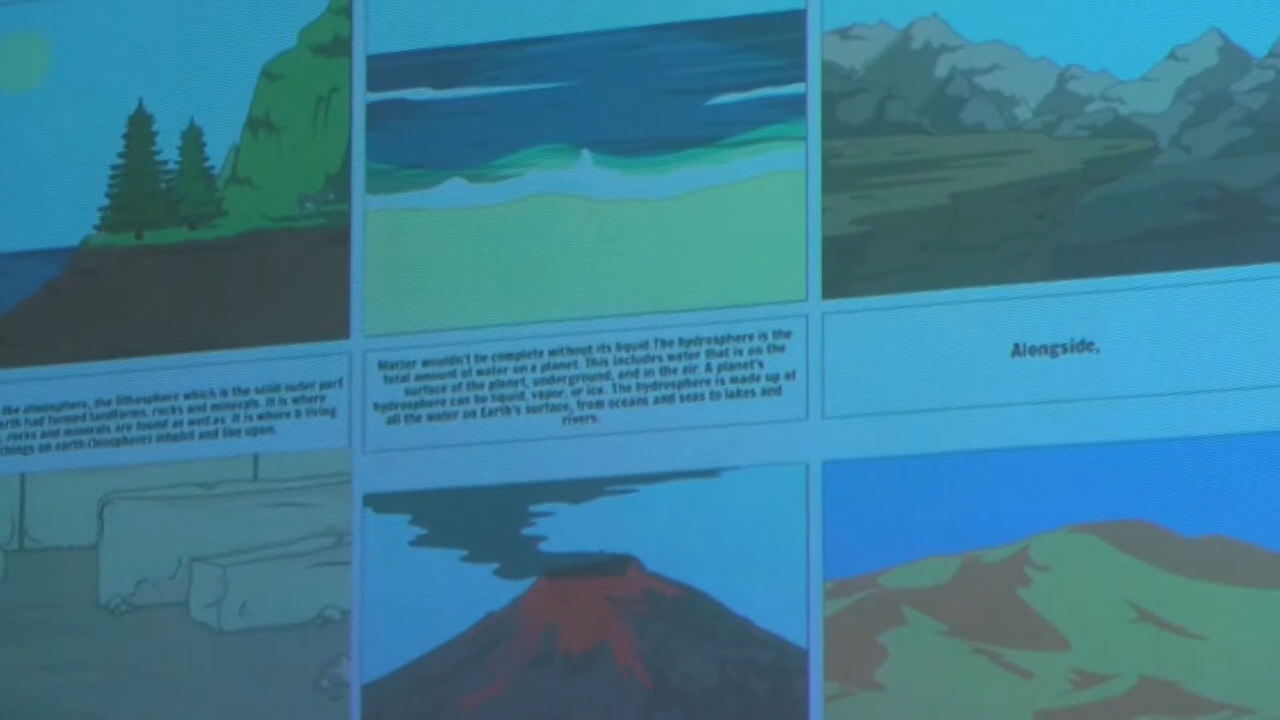 the atmosphere, the lithosphere which is the solid outer part
arth had formed landforms, rocks and minerals. It is where
, rocks and minerals are found as well as it is where & living
things on earth (biosphere) inhabit and live upon.
Matter wouldn't be complete without its liquid. The hydrosphere is the
total amount of water on a planet. This includes water that is on the
surface of the planet, underground, and in the air. A planet's
hydrosphere can be liquid, vapor, or ice. The hydrosphere is made up of
all the water on Earth's surface, from oceans and seas to lakes and
rivers.
Alongside,